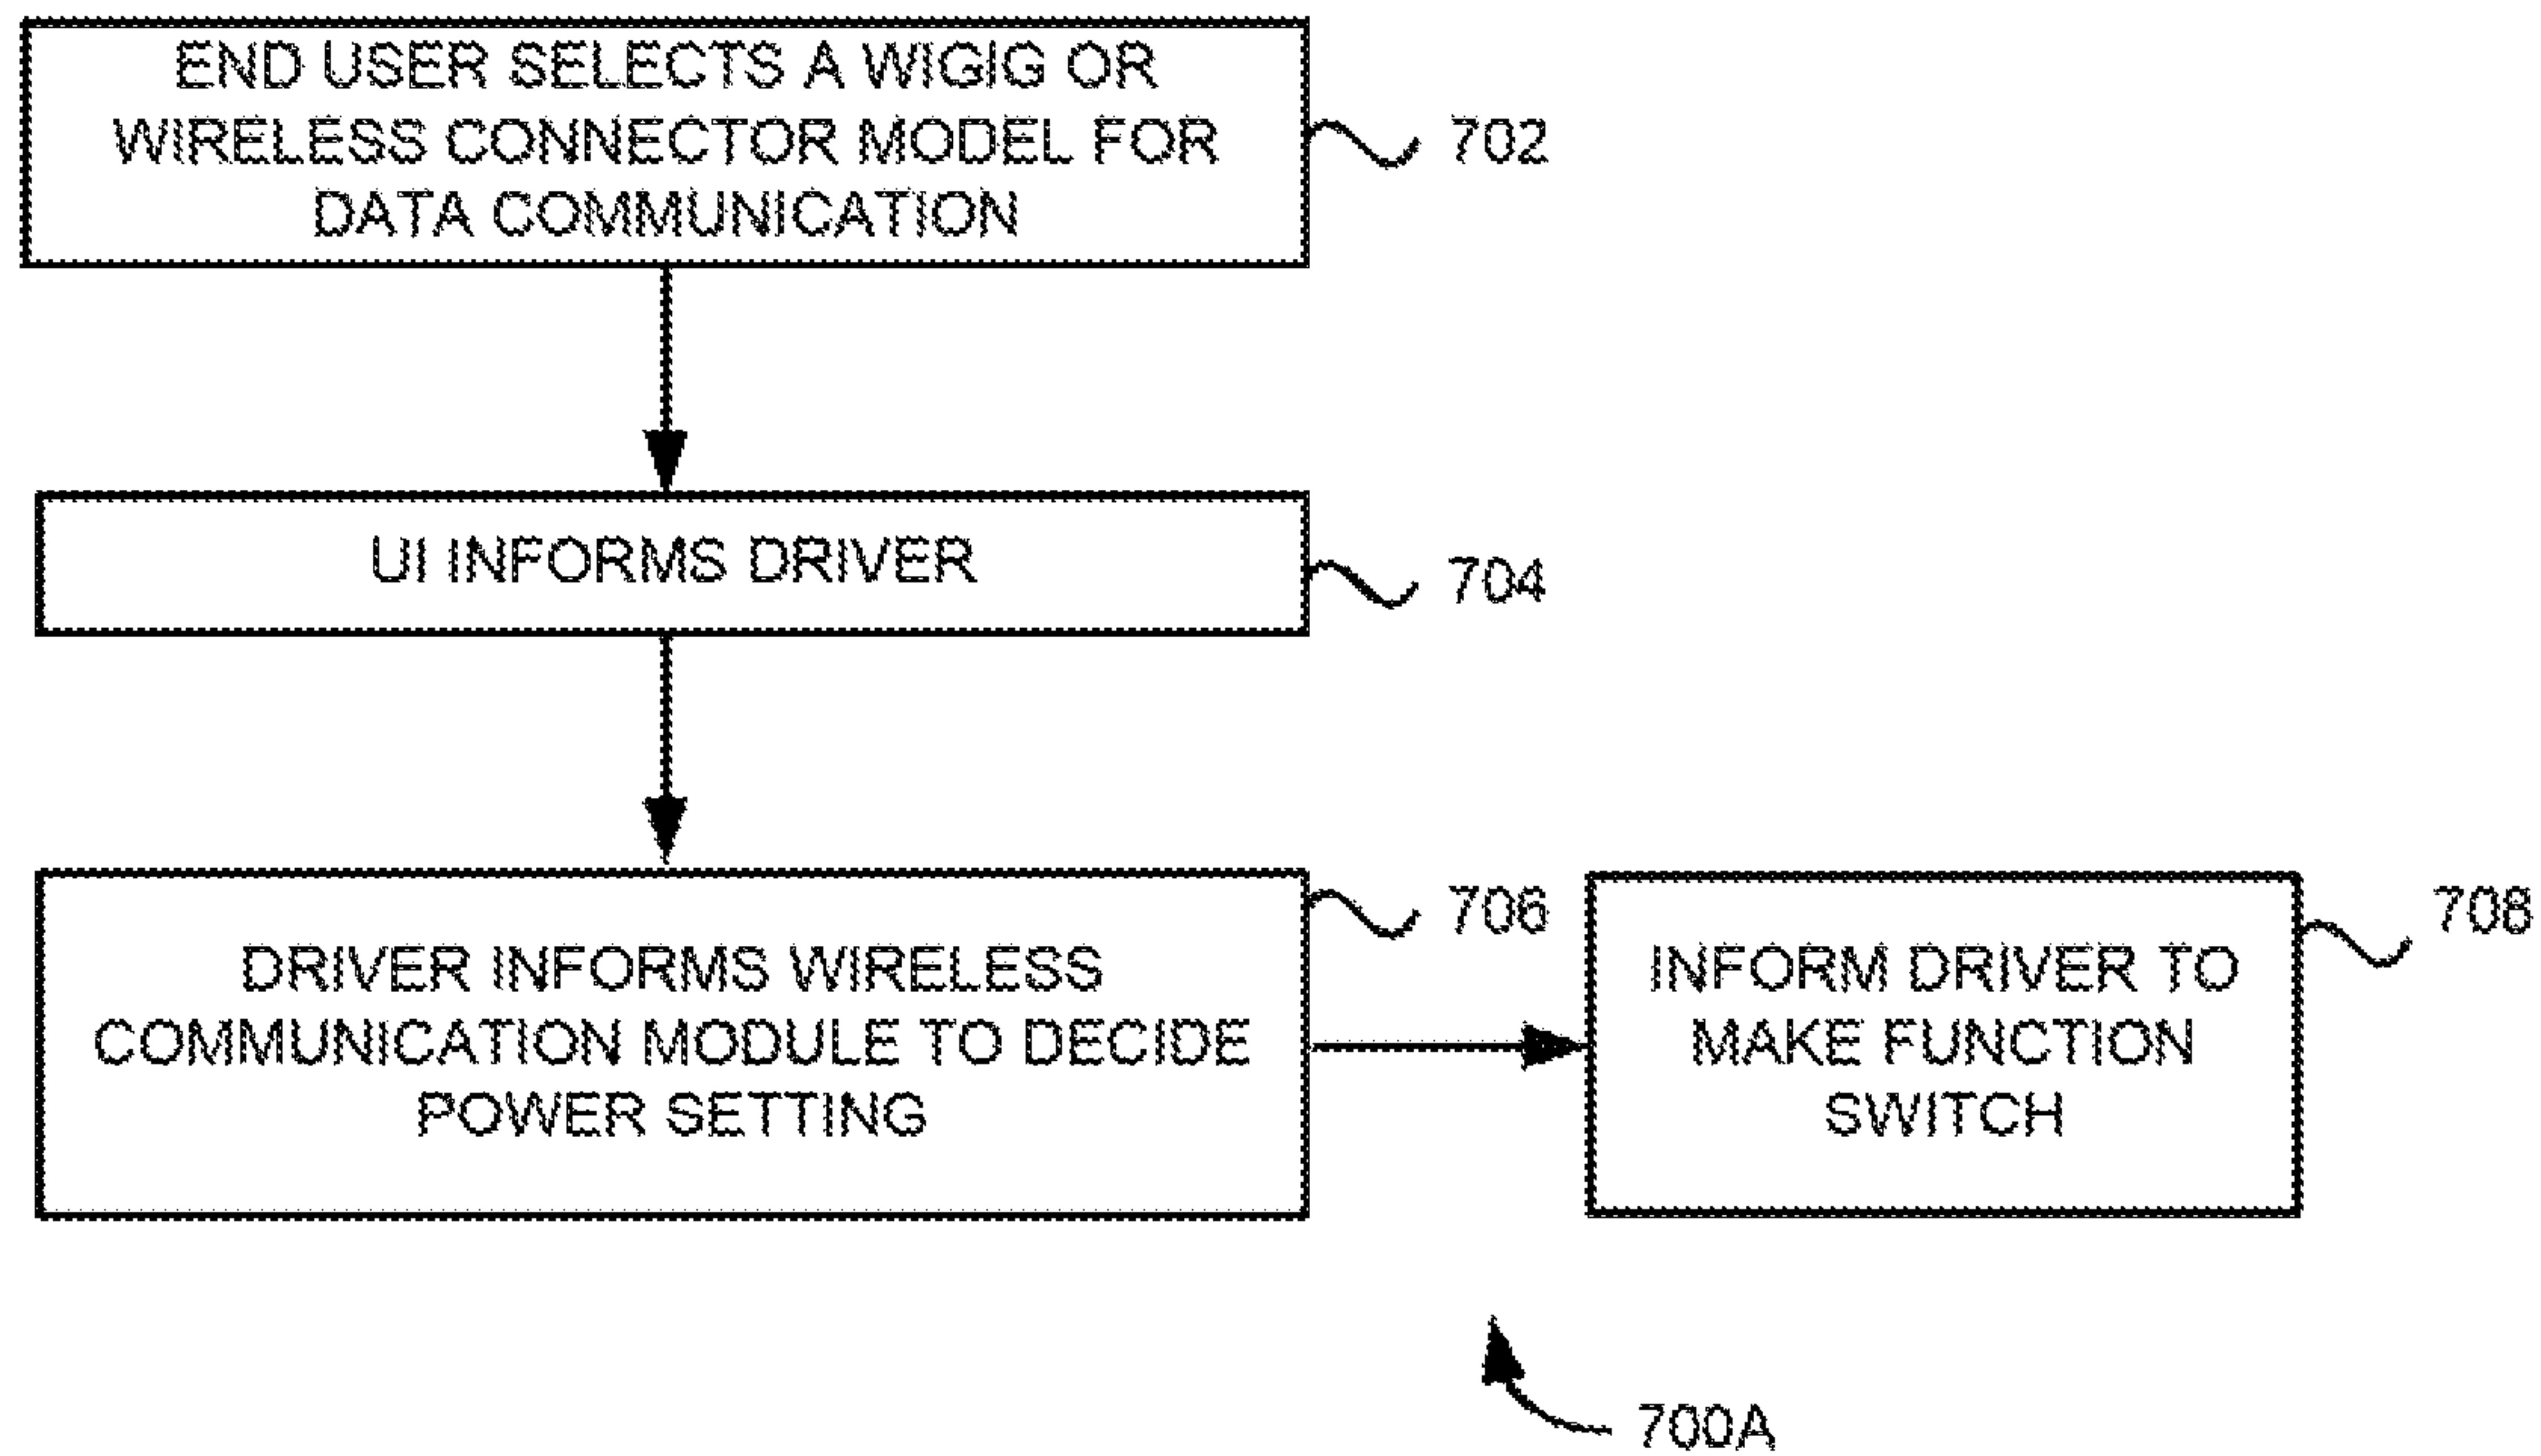 END USER SELECTS A WIGIG OR
WIRELESS CONNECTOR MODEL FOR
DATA COMMUNICATION
702
UI INFORMS DRIVER
704
DRIVER INFORMS WIRELESS
COMMUNICATION MODULE TO DECIDE
POWER SETTING
706
INFORM DRIVER TO
MAKE FUNCTION
SWITCH
708
700A